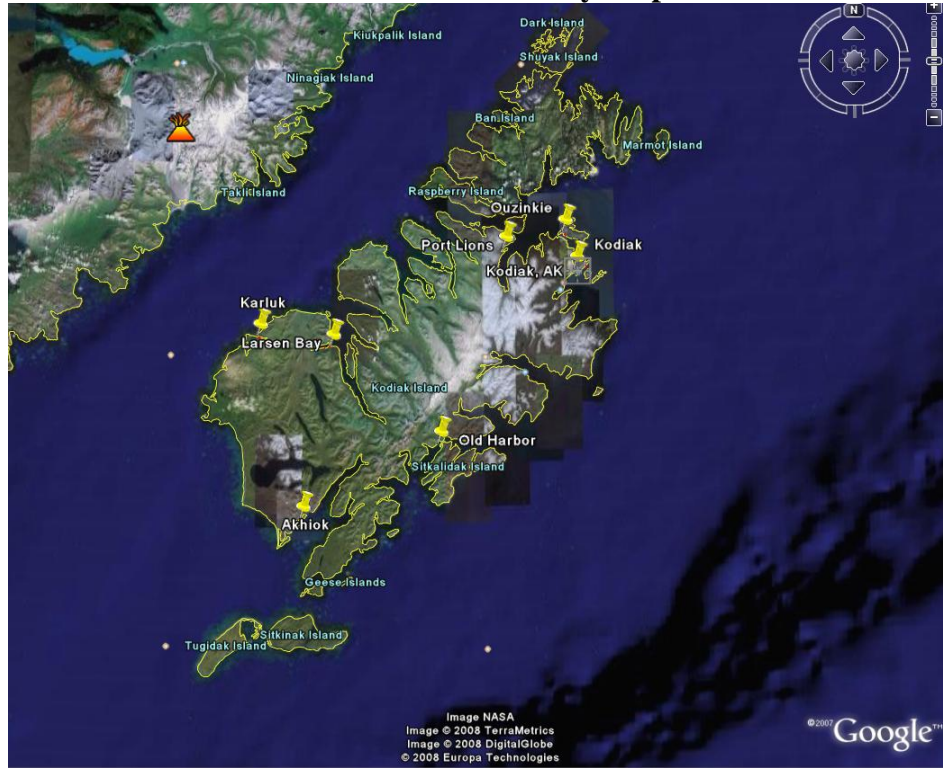 Dark Island
N
Kiukpalik Island
Shuyak Island
Ninagiak Island
Ban Island
Marmot Island
Takli Island
Raspberry Island
Ouzinkie
Port Lions
Kodiak
Kodiak, AK
Karluk
Larsen Bay
Kodiak Island
Old Harbor
Sitkalidak Island
Akhiok
Geese Islands
Sitkinak Island
Tugidak Island
Image NASA
Image © 2008 TerraMetrics
Image © 2008 DigitalGlobe
© 2008 Europa Technologies
©2007 Google™